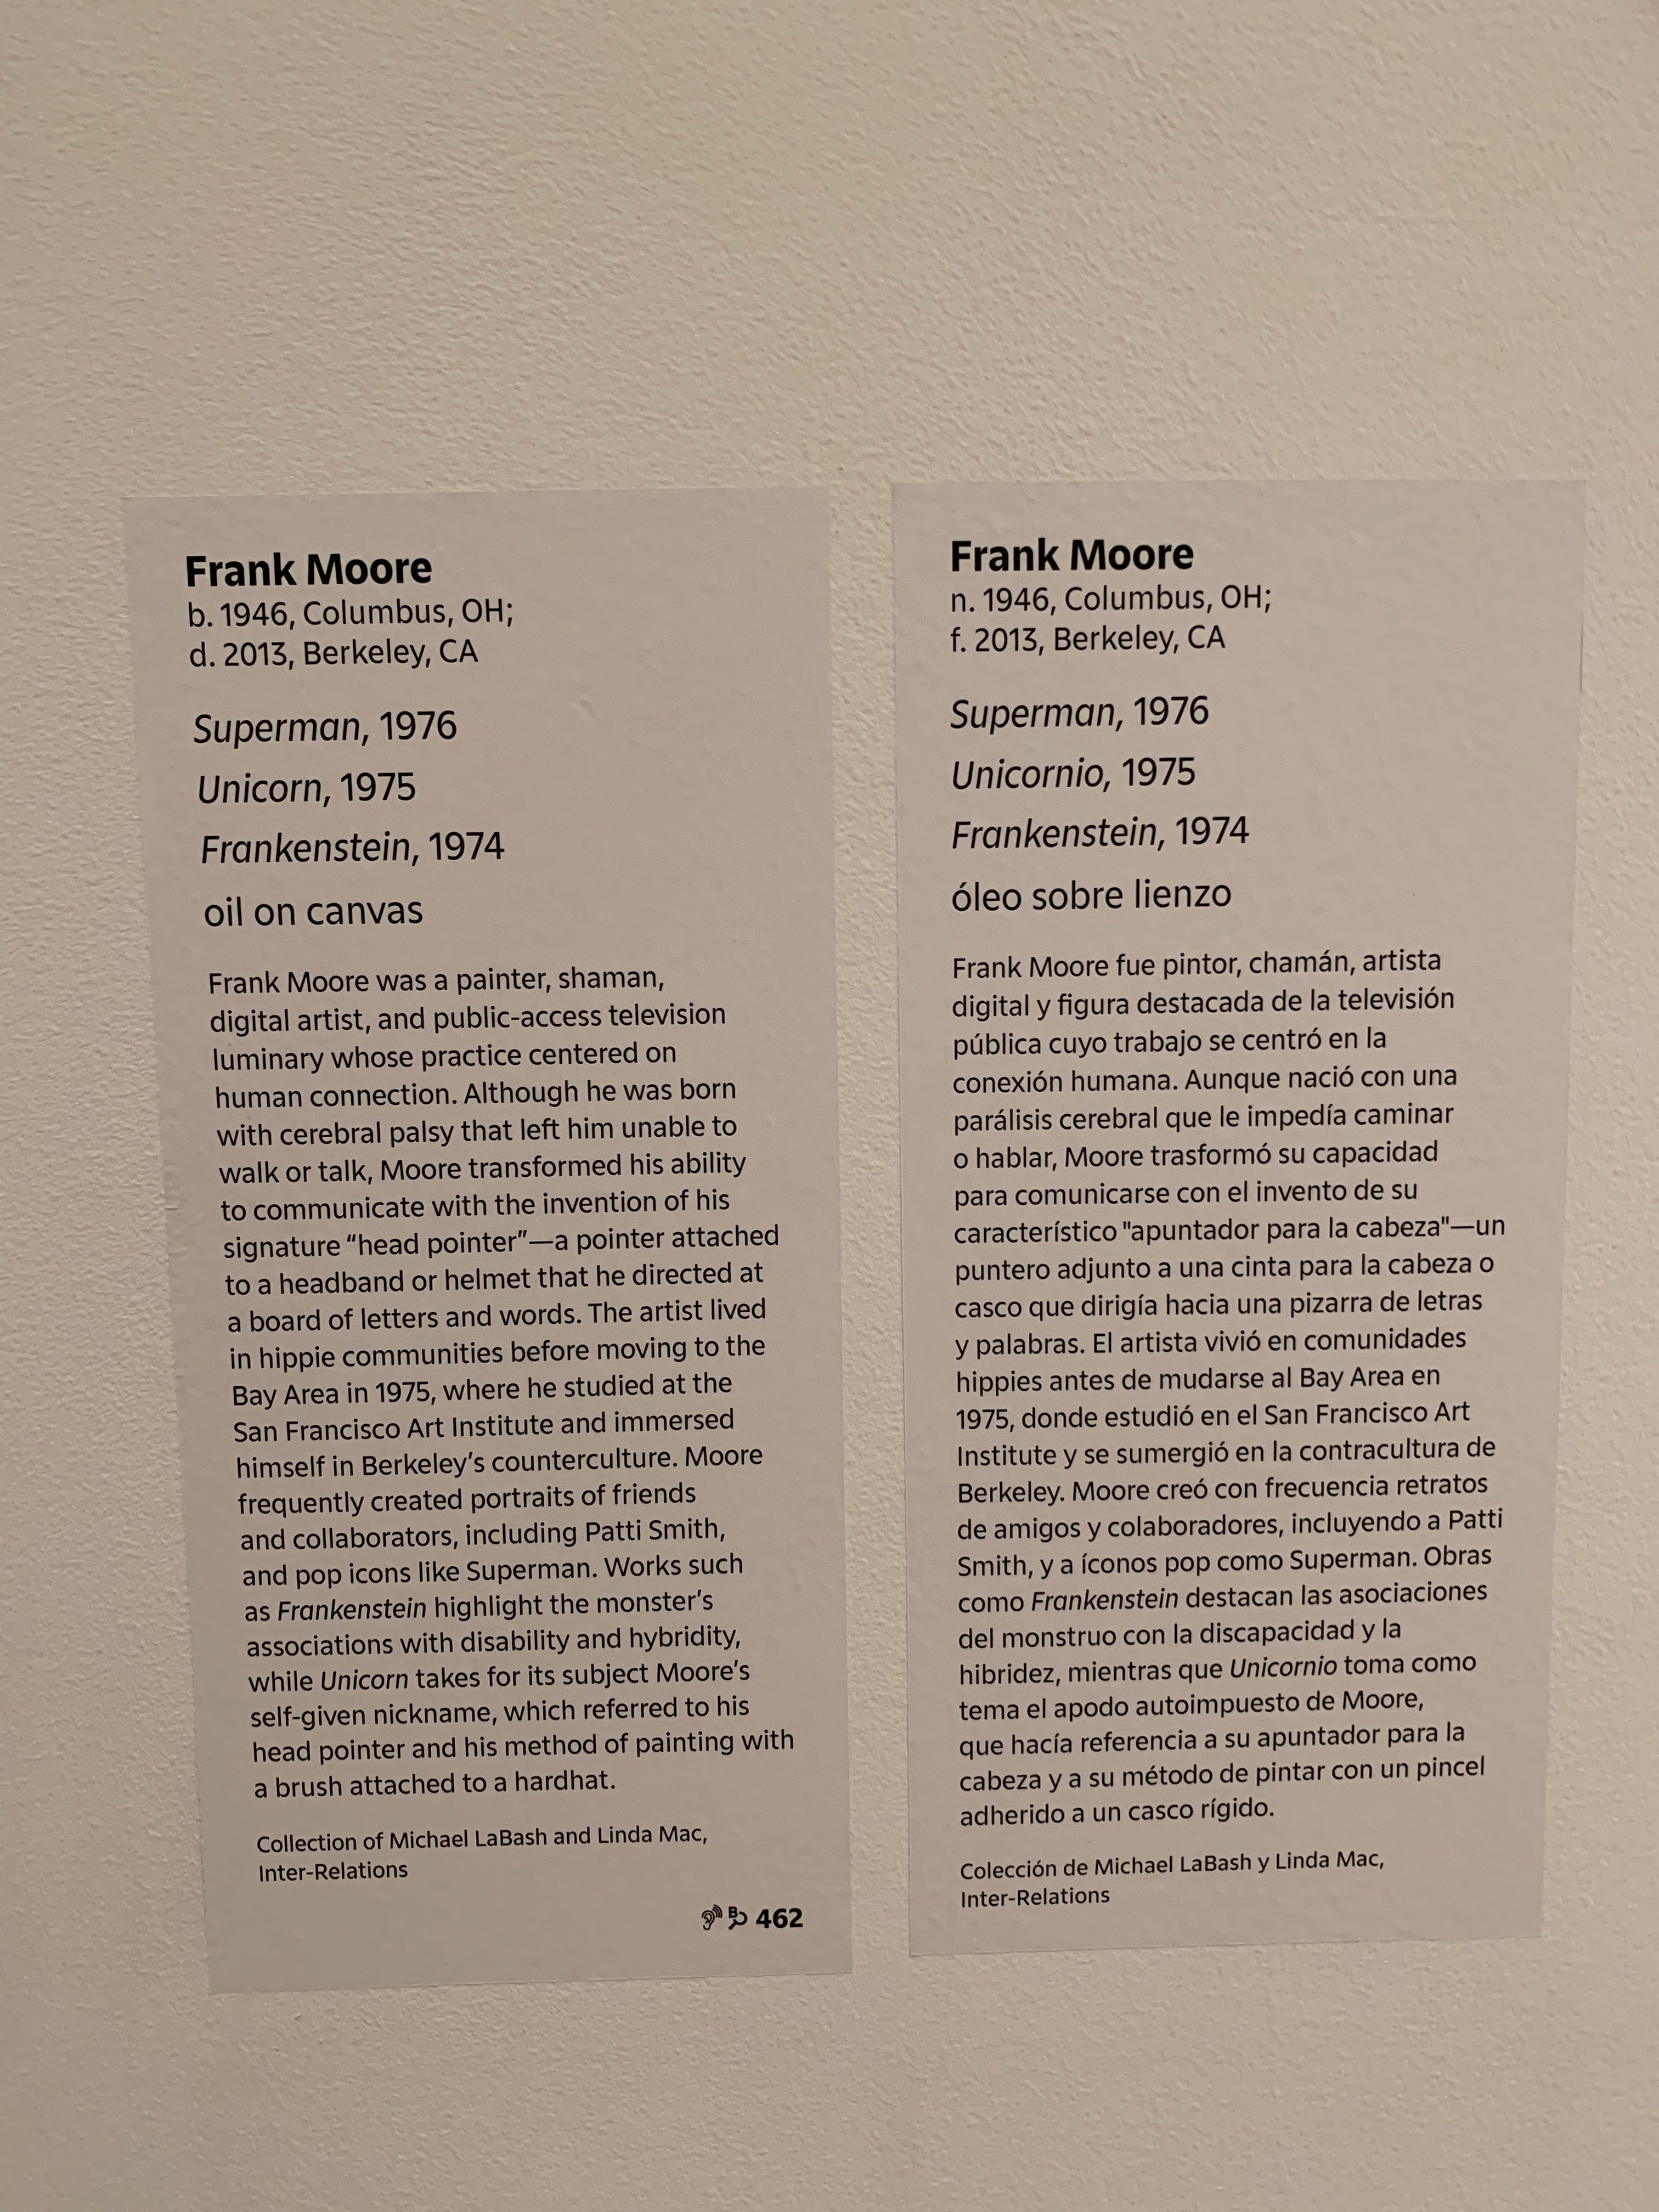 Frank Moore
b. 1946, Columbus, OH;
d. 2013, Berkeley, CA
Superman, 1976
Unicorn, 1975
Frankenstein, 1974
oil on canvas
Frank Moore was a painter, shaman,
digital artist, and public-access television
luminary whose practice centered on
human connection. Although he was born
with cerebral palsy that left him unable to
walk or talk, Moore transformed his ability
to communicate with the invention of his
signature “head pointer”—a pointer attached
to a headband or helmet that he directed at
a board of letters and words. The artist lived
in hippie communities before moving to the
Bay Area in 1975, where he studied at the
San Francisco Art Institute and immersed
himself in Berkeley’s counterculture. Moore
frequently created portraits of friends
and collaborators, including Patti Smith,
and pop icons like Superman. Works such
as Frankenstein highlight the monster’s
associations with disability and hybridity,
while Unicorn takes for its subject Moore’s
self-given nickname, which referred to his
head pointer and his method of painting with
a brush attached to a hardhat.
Collection of Michael LaBash and Linda Mac,
Inter-Relations
462
Frank Moore
n. 1946, Columbus, OH;
f. 2013, Berkeley, CA
Superman, 1976
Unicornio, 1975
Frankenstein, 1974
óleo sobre lienzo
Frank Moore fue pintor, chamán, artista
digital y figura destacada de la televisión
pública cuyo trabajo se centró en la
conexión humana. Aunque nació con una
parálisis cerebral que le impedía caminar
o hablar, Moore trasformó su capacidad
para comunicarse con el invento de su
característico "apuntador para la cabeza"—un
puntero adjunto a una cinta para la cabeza o
casco que dirigía hacia una pizarra de letras
y palabras. El artista vivió en comunidades
hippies antes de mudarse al Bay Area en
1975, donde estudió en el San Francisco Art
Institute y se sumergió en la contracultura de
Berkeley. Moore creó con frecuencia retratos
de amigos y colaboradores, incluyendo a Patti
Smith, y a íconos pop como Superman. Obras
como Frankenstein destacan las asociaciones
del monstruo con la discapacidad y la
hibridez, mientras que Unicornio toma como
tema el apodo autoimpuesto de Moore,
que hacía referencia a su apuntador para la
cabeza y a su método de pintar con un pincel
adherido a un casco rígido.
Colección de Michael LaBash y Linda Mac,
Inter-Relations